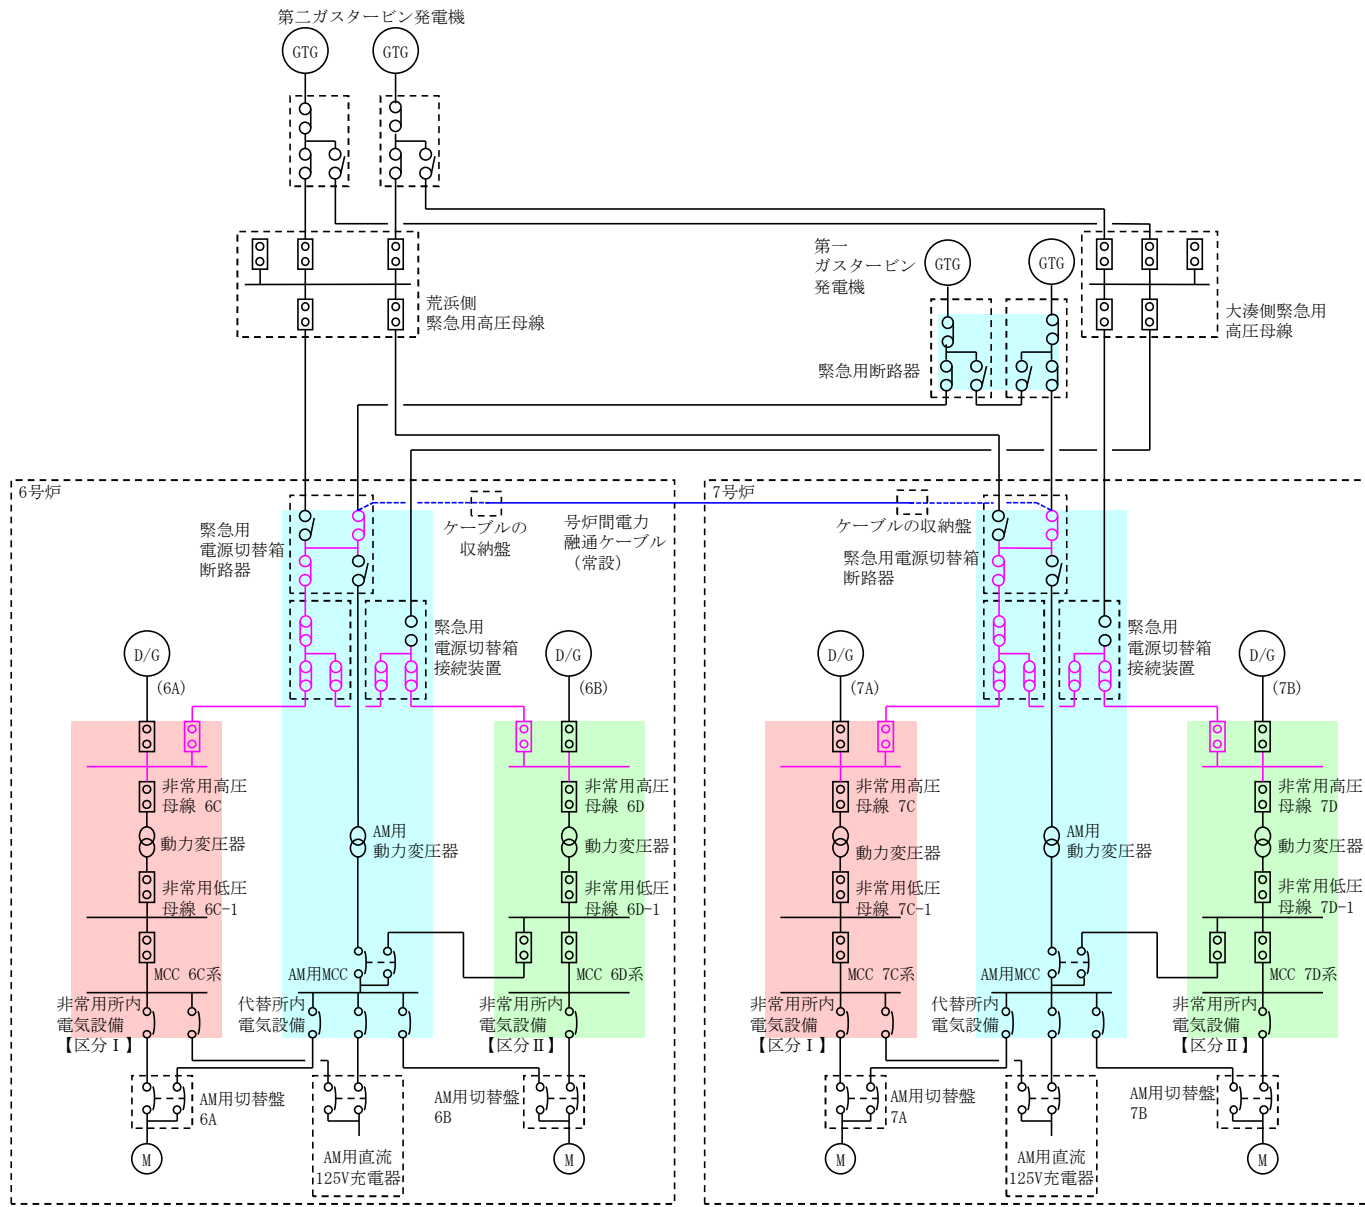 第二ガスタービン発電機
GTG
GTG
荒浜側
緊急用高圧母線
第一
ガスタービン
発電機
GTG
GTG
緊急用断路器
大湊側緊急用
高圧母線
6号炉
緊急用
電源切替箱
断路器
ケーブルの
収納盤
号炉間電力
融通ケーブル
(常設)
緊急用
電源切替箱
接続装置
D/G
(6A)
D/G
(6B)
非常用高圧
母線 6C
動力変圧器
非常用低圧
母線 6C-1
MCC 6C系
非常用所内
電気設備
【区分Ⅰ】
AM用
動力変圧器
AM用MCC
代替所内
電気設備
非常用高圧
母線 6D
動力変圧器
非常用低圧
母線 6D-1
MCC 6D系
非常用所内
電気設備
【区分Ⅱ】
AM用切替盤
6A
M
AM用直流
125V充電器
AM用切替盤
6B
M
7号炉
ケーブルの収納盤
緊急用電源切替箱
断路器
緊急用
電源切替箱
接続装置
D/G
(7A)
D/G
(7B)
非常用高圧
母線 7C
動力変圧器
非常用低圧
母線 7C-1
MCC 7C系
非常用所内
電気設備
【区分Ⅰ】
AM用
動力変圧器
AM用MCC
代替所内
電気設備
非常用高圧
母線 7D
動力変圧器
非常用低圧
母線 7D-1
MCC 7D系
非常用所内
電気設備
【区分Ⅱ】
AM用切替盤
7A
M
AM用直流
125V充電器
AM用切替盤
7B
M